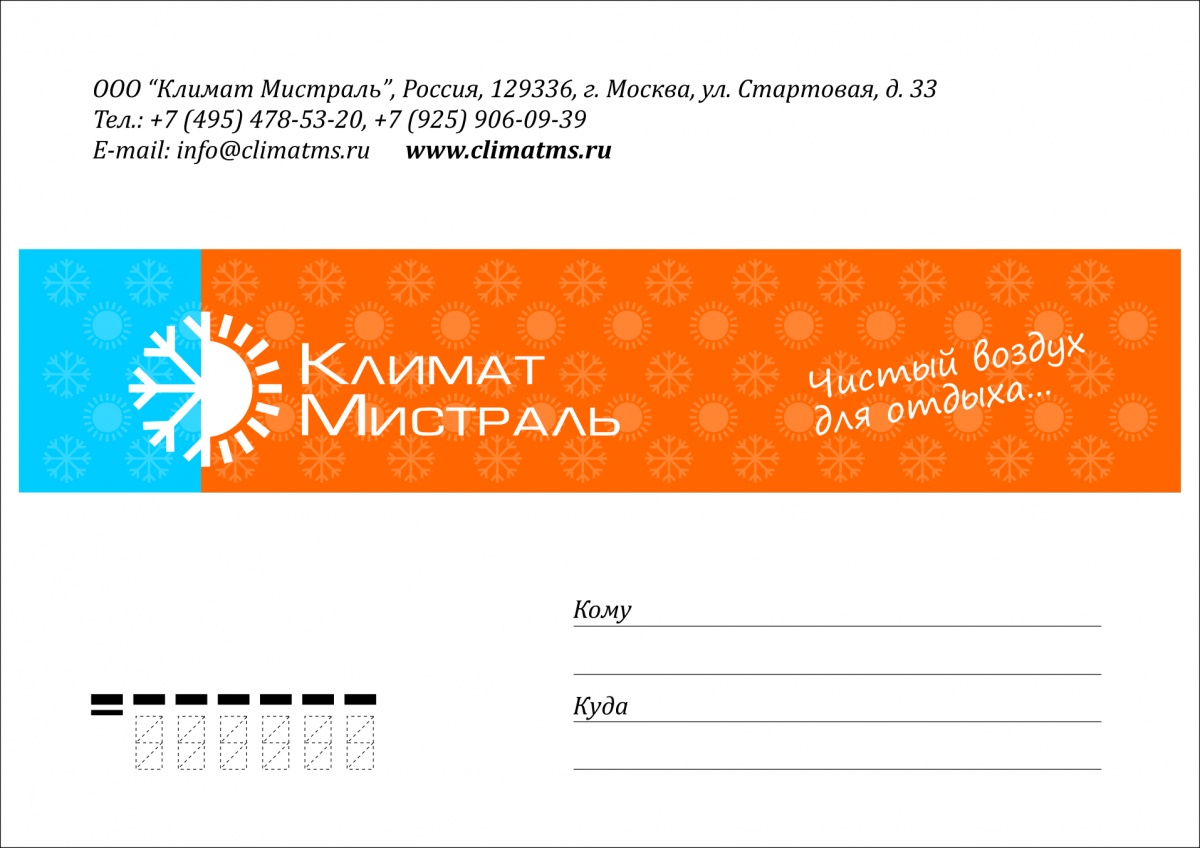 ООО “Климат Мистраль”, Россия, 129336, г. Москва, ул. Стартовая, д. 33
Тел.: +7 (495) 478-53-20, +7 (925) 906-09-39
E-mail: info@climatms.ru www.climatms.ru
Климат
Мистраль
Чистый воздух
для отдыха...
Кому
Куда